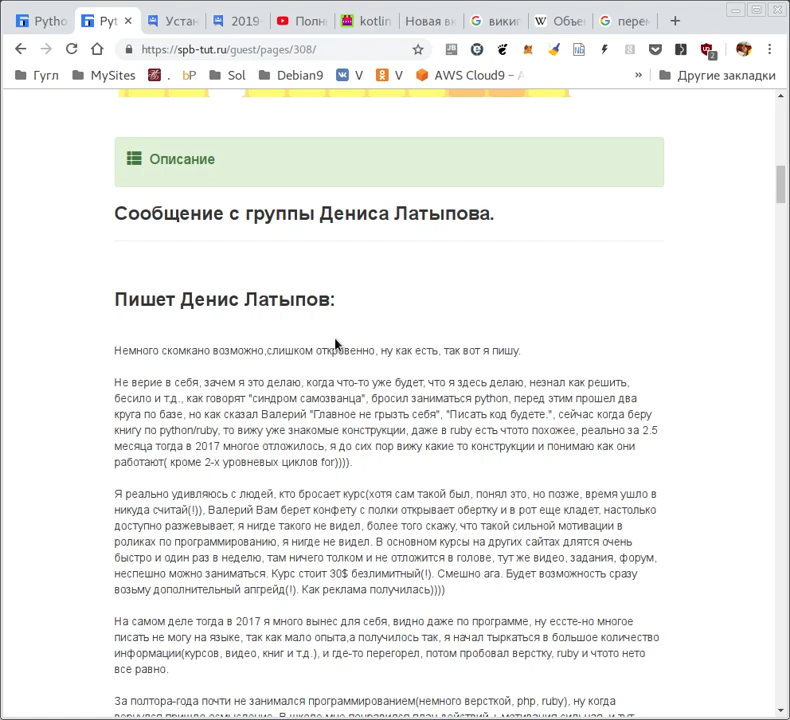 Pytho
Pyt
Устан
2019
Полн
kotlin
Новая вк
G вики
W Объе
G перев
https://spb-tut.ru/guest/pages/308/
Гугл
MySites
.
bP
Sol
Debian9
V
V
AWS Cloud9 –
»
Другие закладки
Описание
Сообщение с группы Дениса Латыпова.
Пишет Денис Латыпов:
Немного скомкано возможно,слишком откровенно, ну как есть, так вот я пишу.
Не верие в себя, зачем я это делаю, когда что-то уже будет, что я здесь делаю, незнал как решить,
бесило и т.д., как говорят "синдром самозванца", бросил заниматься python, перед этим прошел два
круга по базе, но как сказал Валерий "Главное не грызть себя", "Писать код будете.", сейчас когда беру
книгу по python/ruby, то вижу уже знакомые конструкции, даже в ruby есть чтото похожее, реально за 2.5
месяца тогда в 2017 многое отложилось, я до сих пор вижу какие то конструкции и понимаю как они
работают( кроме 2-х уровневых циклов for)))).
Я реально удивляюсь с людей, кто бросает курс(хотя сам такой был, понял это, но позже, время ушло в
никуда считай(!)), Валерий Вам берет конфету с полки открывает обертку и в рот еще кладет, настолько
доступно разжевывает, я нигде такого не видел, более того скажу, что такой сильной мотивации в
роликах по программированию, я нигде не видел. В основном курсы на других сайтах длятся очень
быстро и один раз в неделю, там ничего толком и не отложится в голове, тут же видео, задания, форум,
неспешно можно заниматься. Курс стоит 30$ безлимитный(!). Смешно ага. Будет возможность сразу
возьму дополнительный апгрейд(!). Как реклама получилась))))
На самом деле тогда в 2017 я много вынес для себя, видно даже по программе, ну ессте-но многое
писать не могу на языке, так как мало опыта,а получилось так, я начал тыркаться в большое количество
информации(курсов, видео, книг и т.д.), и где-то перегорел, потом пробовал верстку, ruby и чтото нето
все равно.
За полтора-года почти не занимался программированием(немного версткой, php, ruby), ну когда